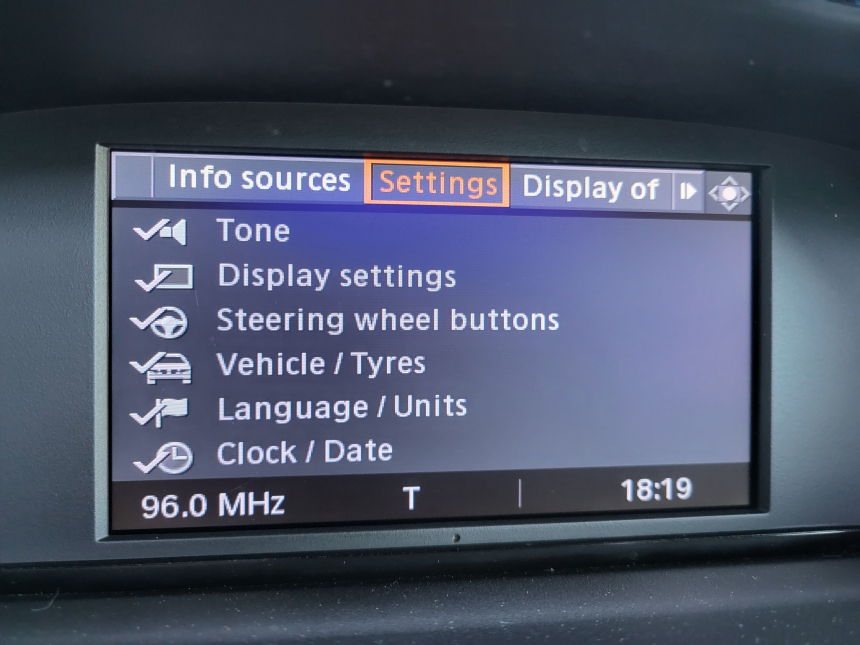 Info sources Settings Display of
Tone
Display settings
Steering wheel buttons
Vehicle / Tyres
Language / Units
Clock / Date
96.0 MHz T 18:19